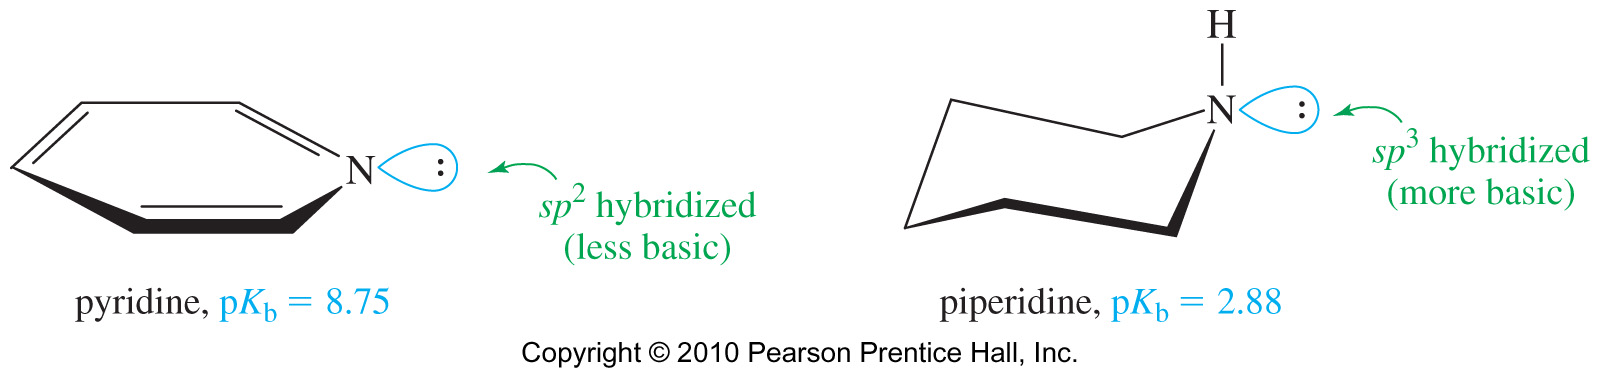 H
N :
N :
sp³ hybridized
(more basic)
sp² hybridized
(less basic)
pyridine, pKb = 8.75
piperidine, pKb = 2.88
Copyright © 2010 Pearson Prentice Hall, Inc.